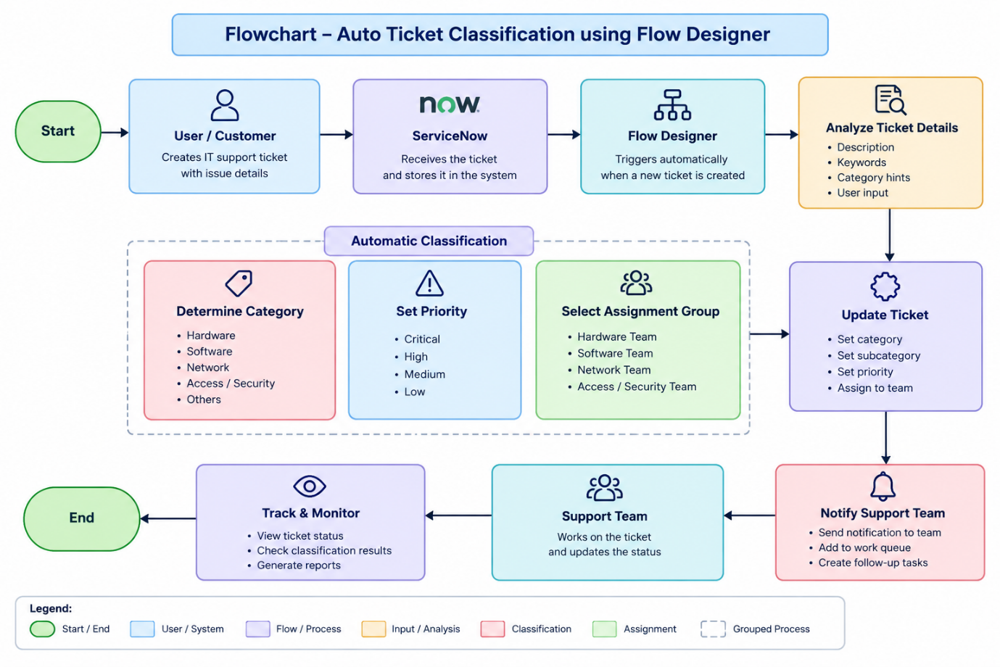 Flowchart – Auto Ticket Classification using Flow Designer
Start
User / Customer
Creates IT support ticket
with issue details
now
ServiceNow
Receives the ticket
and stores it in the system
Flow Designer
Triggers automatically
when a new ticket is created
Analyze Ticket Details
• Description
• Keywords
• Category hints
• User input
Automatic Classification
Determine Category
• Hardware
• Software
• Network
• Access / Security
• Others
Set Priority
• Critical
• High
• Medium
• Low
Select Assignment Group
• Hardware Team
• Software Team
• Network Team
• Access / Security Team
Update Ticket
• Set category
• Set subcategory
• Set priority
• Assign to team
Notify Support Team
• Send notification to team
• Add to work queue
• Create follow-up tasks
Support Team
Works on the ticket
and updates the status
Track & Monitor
• View ticket status
• Check classification results
• Generate reports
End
Legend:
Start / End
User / System
Flow / Process
Input / Analysis
Classification
Assignment
Grouped Process